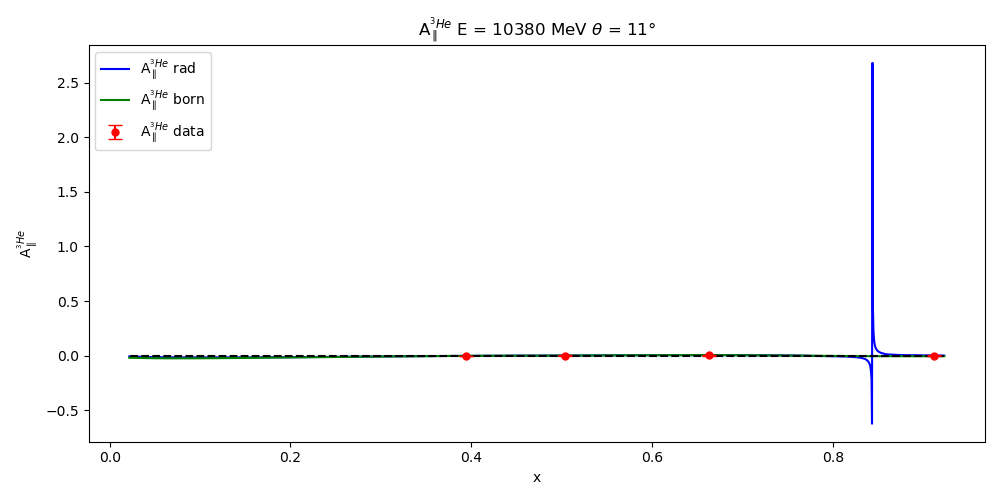 A∥³He E = 10380 MeV θ = 11°
A∥³He rad
A∥³He born
A∥³He data
A∥³He
2.5
2.0
1.5
1.0
0.5
0.0
−0.5
0.0 0.2 0.4 0.6 0.8
x